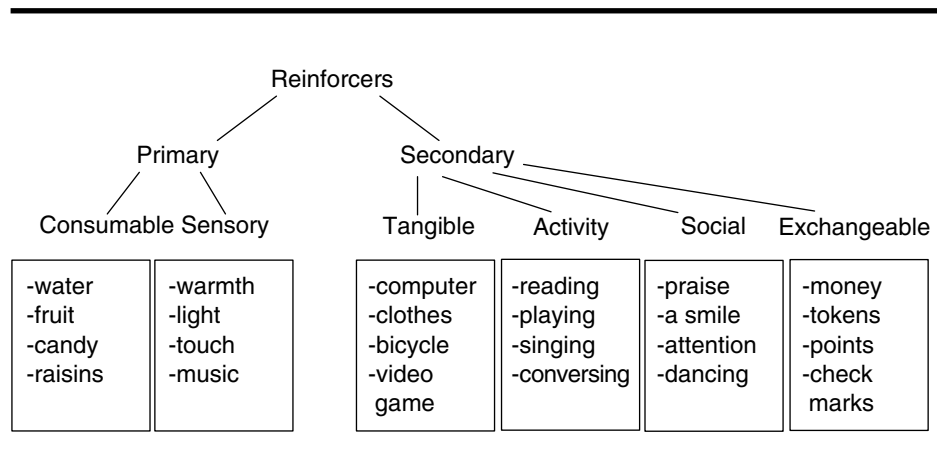 Reinforcers
Primary
Secondary
Consumable Sensory
Tangible
Activity
Social
Exchangeable
-water
-fruit
-candy
-raisins
-warmth
-light
-touch
-music
-computer
-clothes
-bicycle
-video
game
-reading
-playing
-singing
-conversing
-praise
-a smile
-attention
-dancing
-money
-tokens
-points
-check
marks